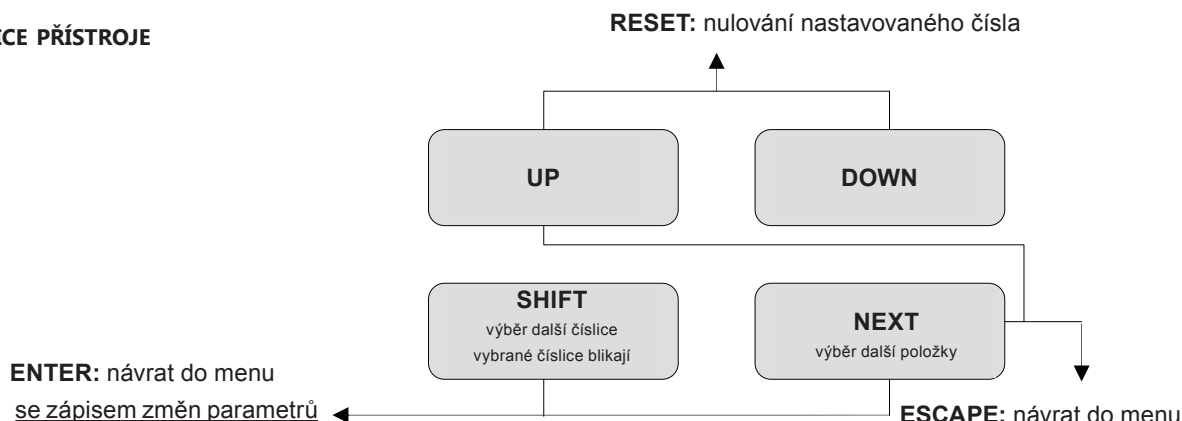 RESET: nulování nastavovaného čísla
PŘÍSTROJE
UP
DOWN
SHIFT
výběr další číslice
vybrané číslice blikají
NEXT
výběr další položky
ENTER: návrat do menu
se zápisem změn parametrů
ESCAPE: návrat do menu